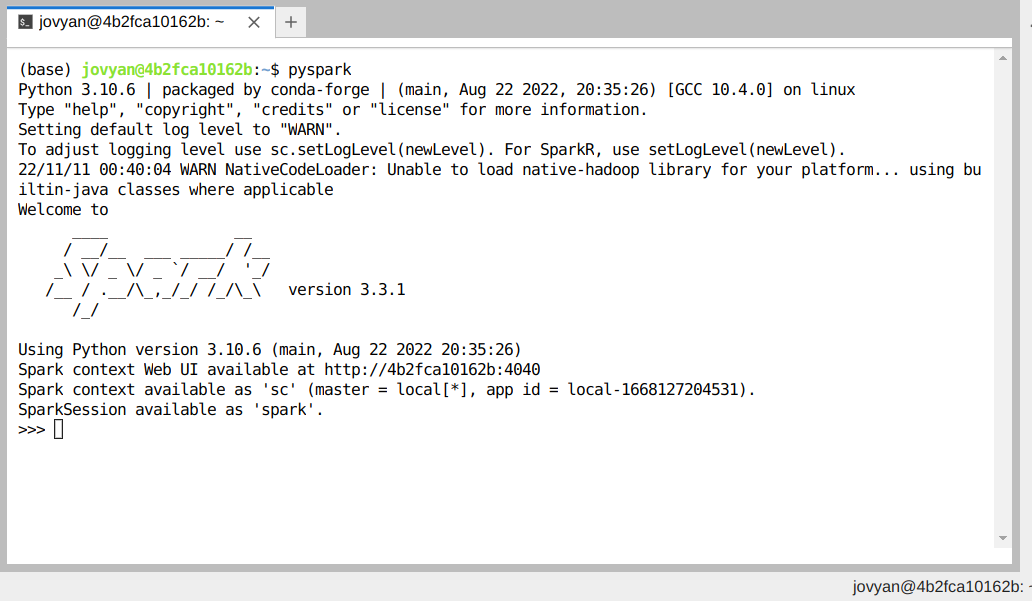 jovyan@4b2fca10162b: ~
(base) jovyan@4b2fca10162b:~$ pyspark
Python 3.10.6 | packaged by conda-forge | (main, Aug 22 2022, 20:35:26) [GCC 10.4.0] on linux
Type "help", "copyright", "credits" or "license" for more information.
Setting default log level to "WARN".
To adjust logging level use sc.setLogLevel(newLevel). For SparkR, use setLogLevel(newLevel).
22/11/11 00:40:04 WARN NativeCodeLoader: Unable to load native-hadoop library for your platform... using bu
iltin-java classes where applicable
Welcome to
      ____              __
     / __/__  ___ _____/ /__
    _\ \/ _ \/ _ `/ __/  '_/
   /__ / .__/\_,_/_/ /_/\_\   version 3.3.1
      /_/
Using Python version 3.10.6 (main, Aug 22 2022 20:35:26)
Spark context Web UI available at http://4b2fca10162b:4040
Spark context available as 'sc' (master = local[*], app id = local-1668127204531).
SparkSession available as 'spark'.
>>>
jovyan@4b2fca10162b: ~